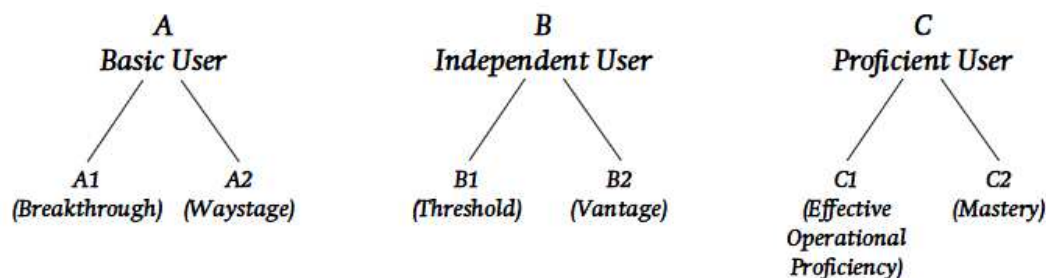 A
Basic User
B
Independent User
C
Proficient User
A1
(Breakthrough)
A2
(Waystage)
B1
(Threshold)
B2
(Vantage)
C1
(Effective
Operational
Proficiency)
C2
(Mastery)